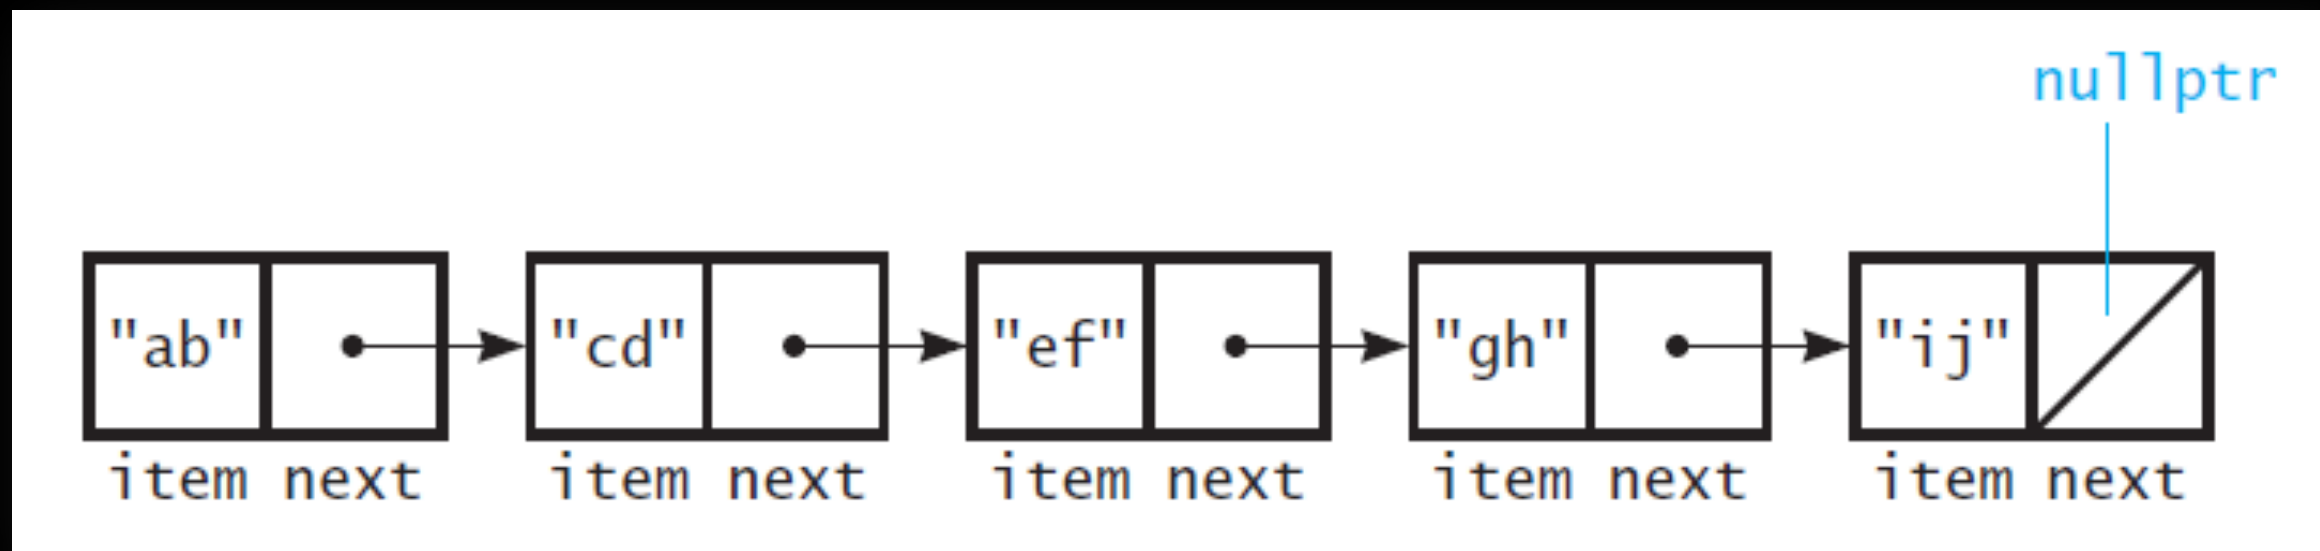 nullptr
"ab" "cd" "ef" "gh" "ij"
item next item next item next item next item next